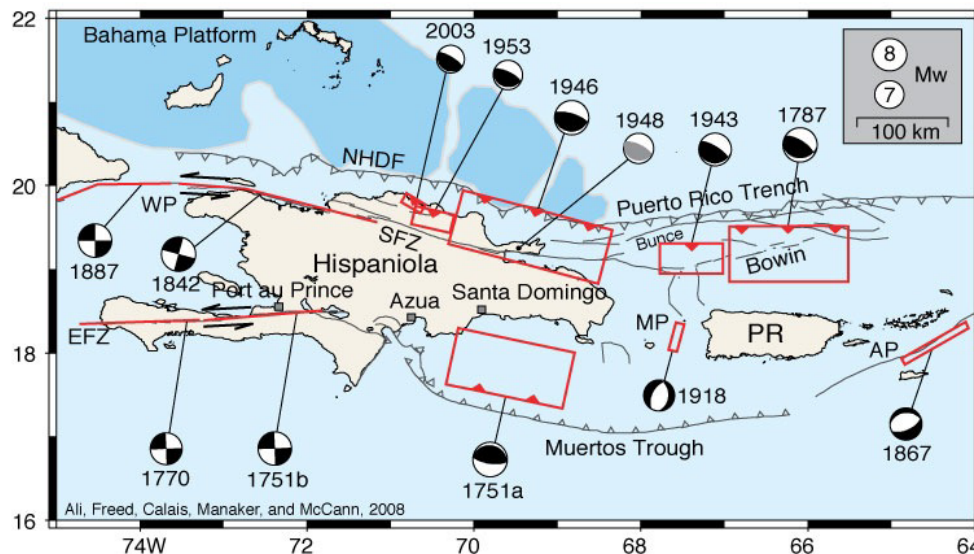 22
Bahama Platform
2003
1953
1946
1948
1943
1787
8
7
Mw
100 km
20
NHDF
Puerto Rico Trench
WP
SFZ
Bunce
Bowin
1887
1842
Hispaniola
Port au Prince
Azua
Santa Domingo
MP
PR
EFZ
AP
18
1918
1867
Muertos Trough
1770
1751b
1751a
Ali, Freed, Calais, Manaker, and McCann, 2008
16
74W
72
70
68
66
64